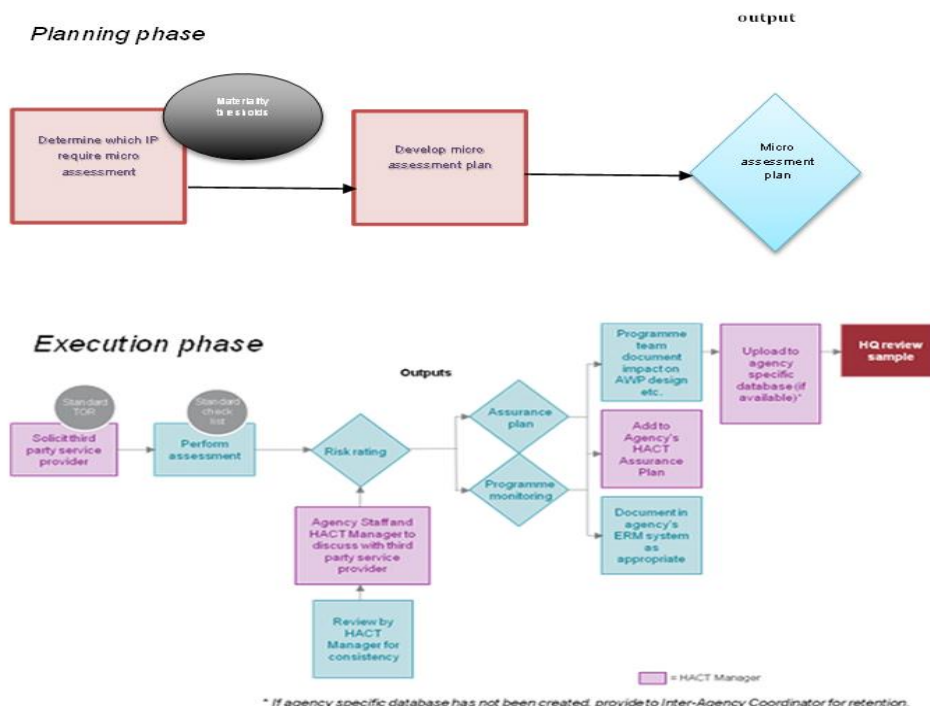 output
Planning phase
Materiality
thresholds
Determine which IP
require micro
assessment
Develop micro
assessment plan
Micro
assessment
plan
Execution phase
Outputs
Standard
TOR
Solicit third
party service
provider
Standard
check
list
Perform
assessment
Risk rating
Assurance
plan
Programme
monitoring
Programme
team
document
impact on
AWP design
etc.
Upload to
agency
specific
database (if
available)*
HQ review
sample
Add to
Agency's
HACT
Assurance
Plan
Document in
agency's
ERM system
as
appropriate
Agency Staff and
HACT Manager to
discuss with third
party service
provider
Review by
HACT
Manager for
consistency
= HACT Manager
* If agency specific database has not been created, provide to Inter-Agency Coordinator for retention.